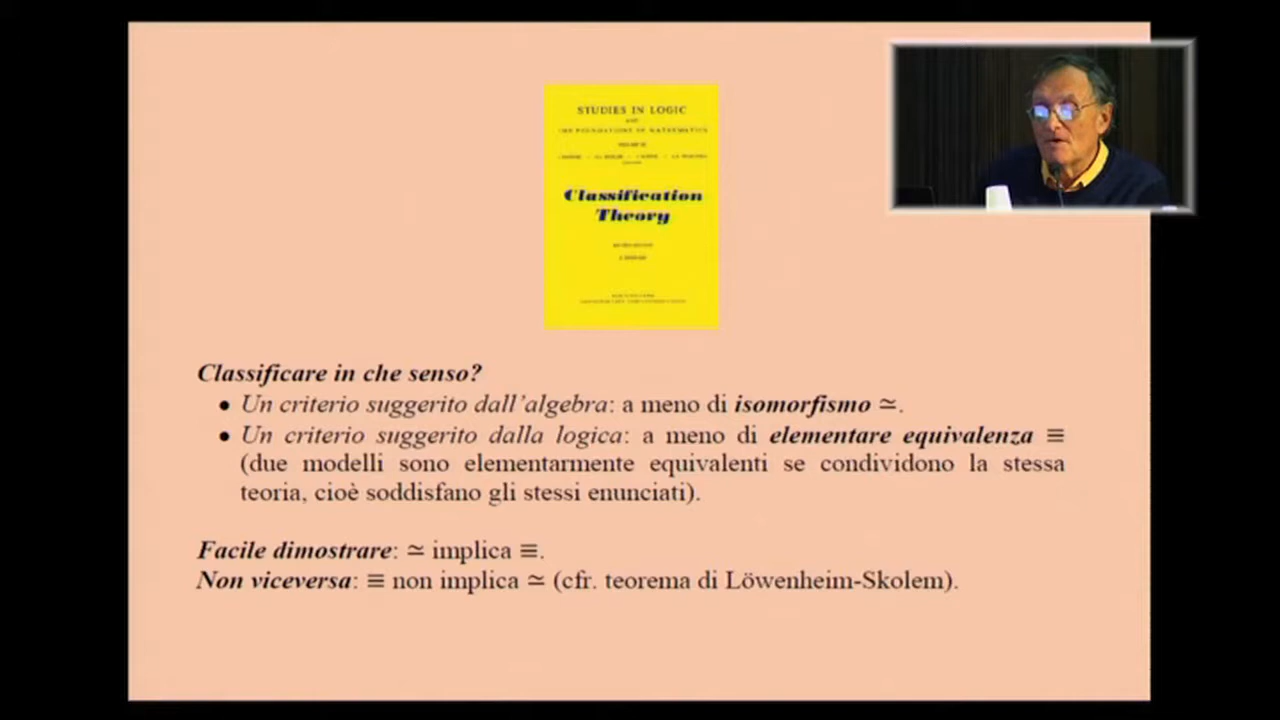 STUDIES IN LOGIC
AND
THE FOUNDATIONS OF MATHEMATICS
Classification
Theory
Classificare in che senso?
• Un criterio suggerito dall’algebra: a meno di isomorfismo ≃.
• Un criterio suggerito dalla logica: a meno di elementare equivalenza ≡
(due modelli sono elementarmente equivalenti se condividono la stessa
teoria, cioè soddisfano gli stessi enunciati).
Facile dimostrare: ≃ implica ≡.
Non viceversa: ≡ non implica ≃ (cfr. teorema di Löwenheim-Skolem).